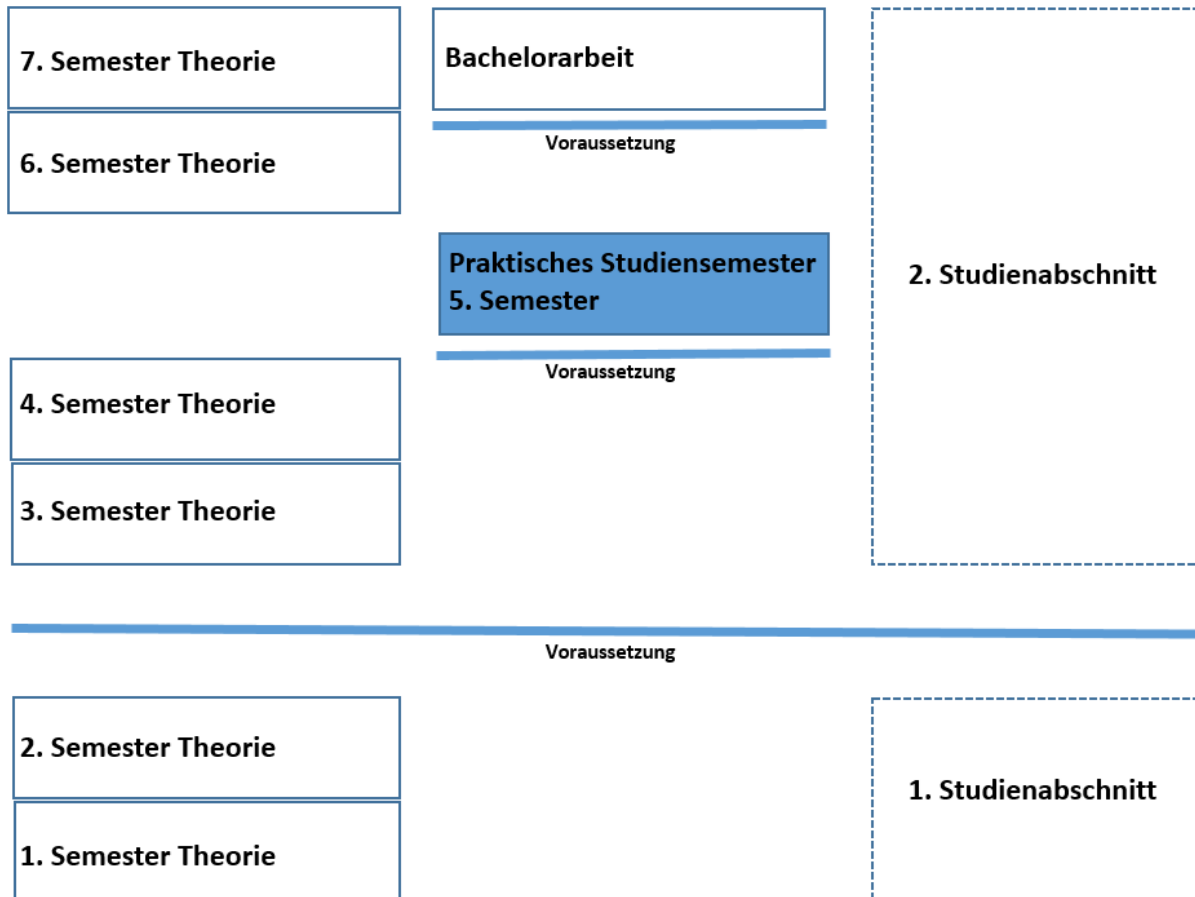 7. Semester Theorie
Bachelorarbeit
Voraussetzung
6. Semester Theorie
Praktisches Studiensemester
5. Semester
2. Studienabschnitt
Voraussetzung
4. Semester Theorie
3. Semester Theorie
Voraussetzung
2. Semester Theorie
1. Studienabschnitt
1. Semester Theorie